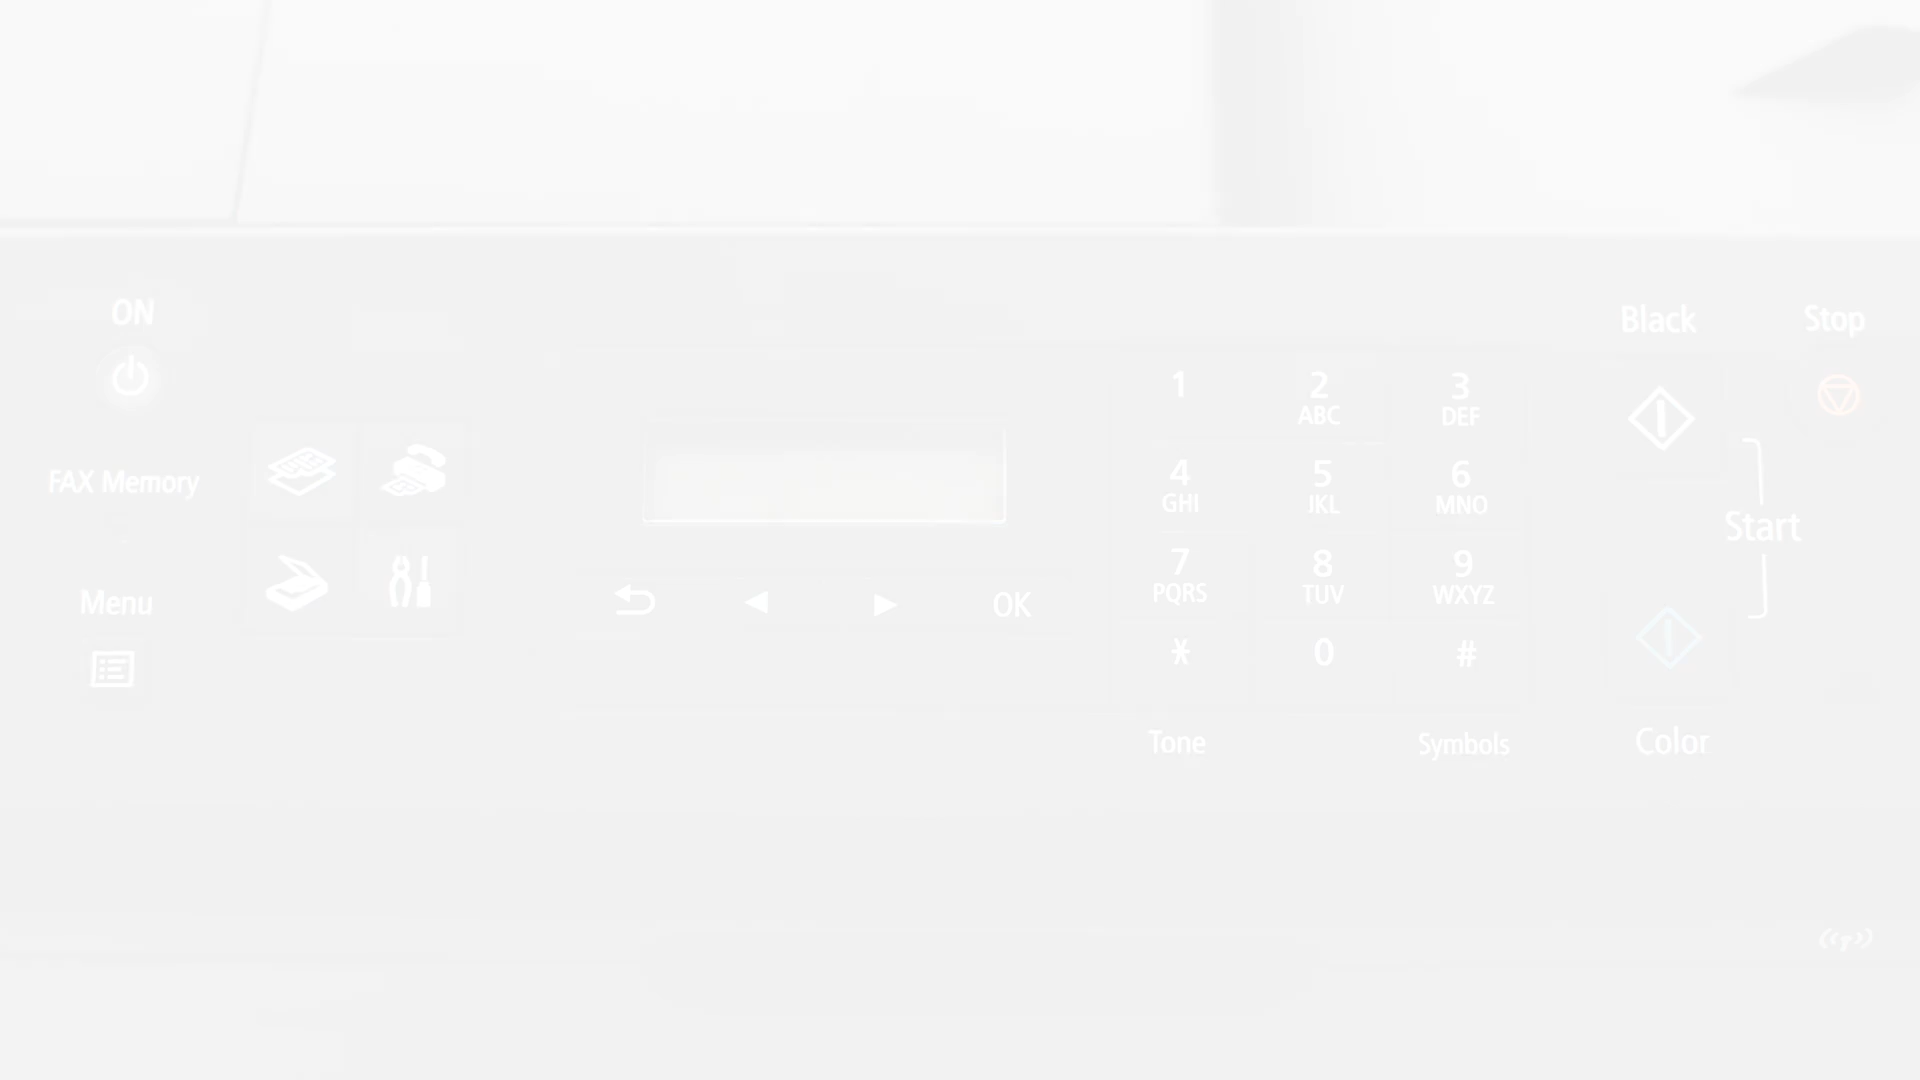 ON
Black
Stop
1
2
ABC
3
DEF
FAX Memory
4
GHI
5
JKL
6
MNO
Start
7
PQRS
8
TUV
9
WXYZ
Menu
OK
*
0
#
Tone
Symbols
Color